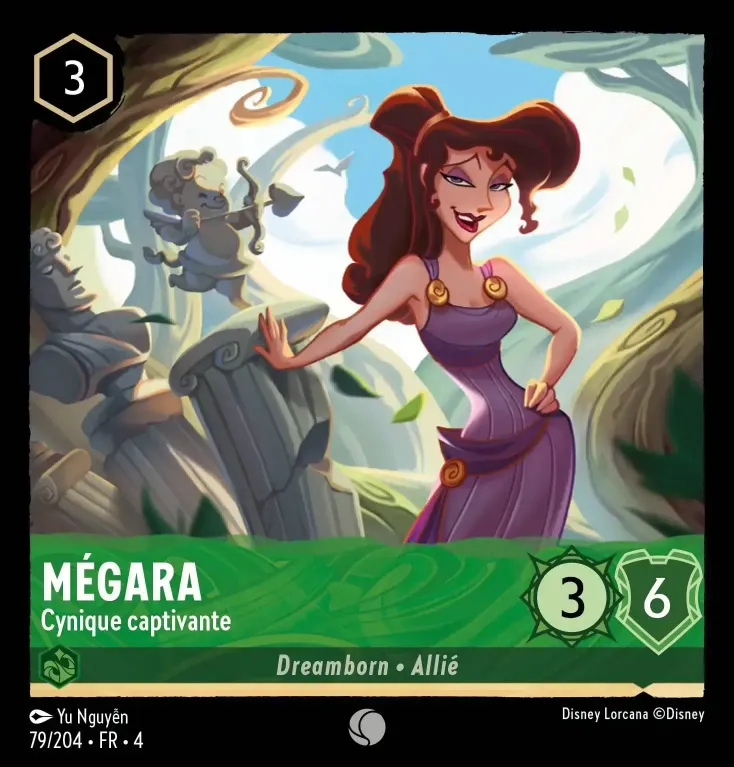 3
MÉGARA
Cynique captivante
3
6
Dreamborn • Allié
Yu Nguyễn
Disney Lorcana ©Disney
79/204 • FR • 4